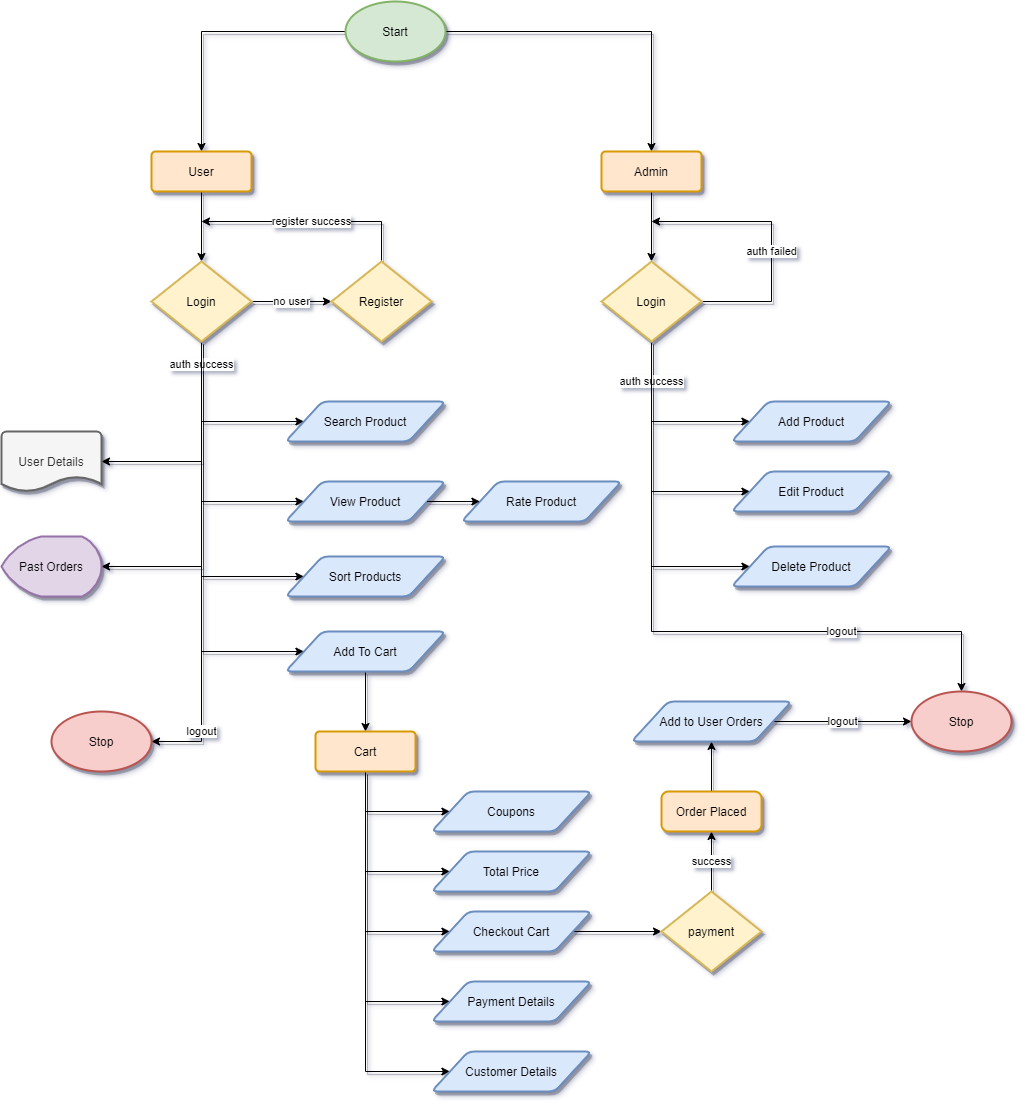 Start
User
Admin
register success
auth failed
Login
no user
Register
Login
auth success
auth success
Search Product
Add Product
User Details
View Product
Rate Product
Edit Product
Past Orders
Sort Products
Delete Product
logout
Add To Cart
Stop
logout
Add to User Orders
logout
Stop
Cart
Coupons
Order Placed
success
Total Price
Checkout Cart
payment
Payment Details
Customer Details